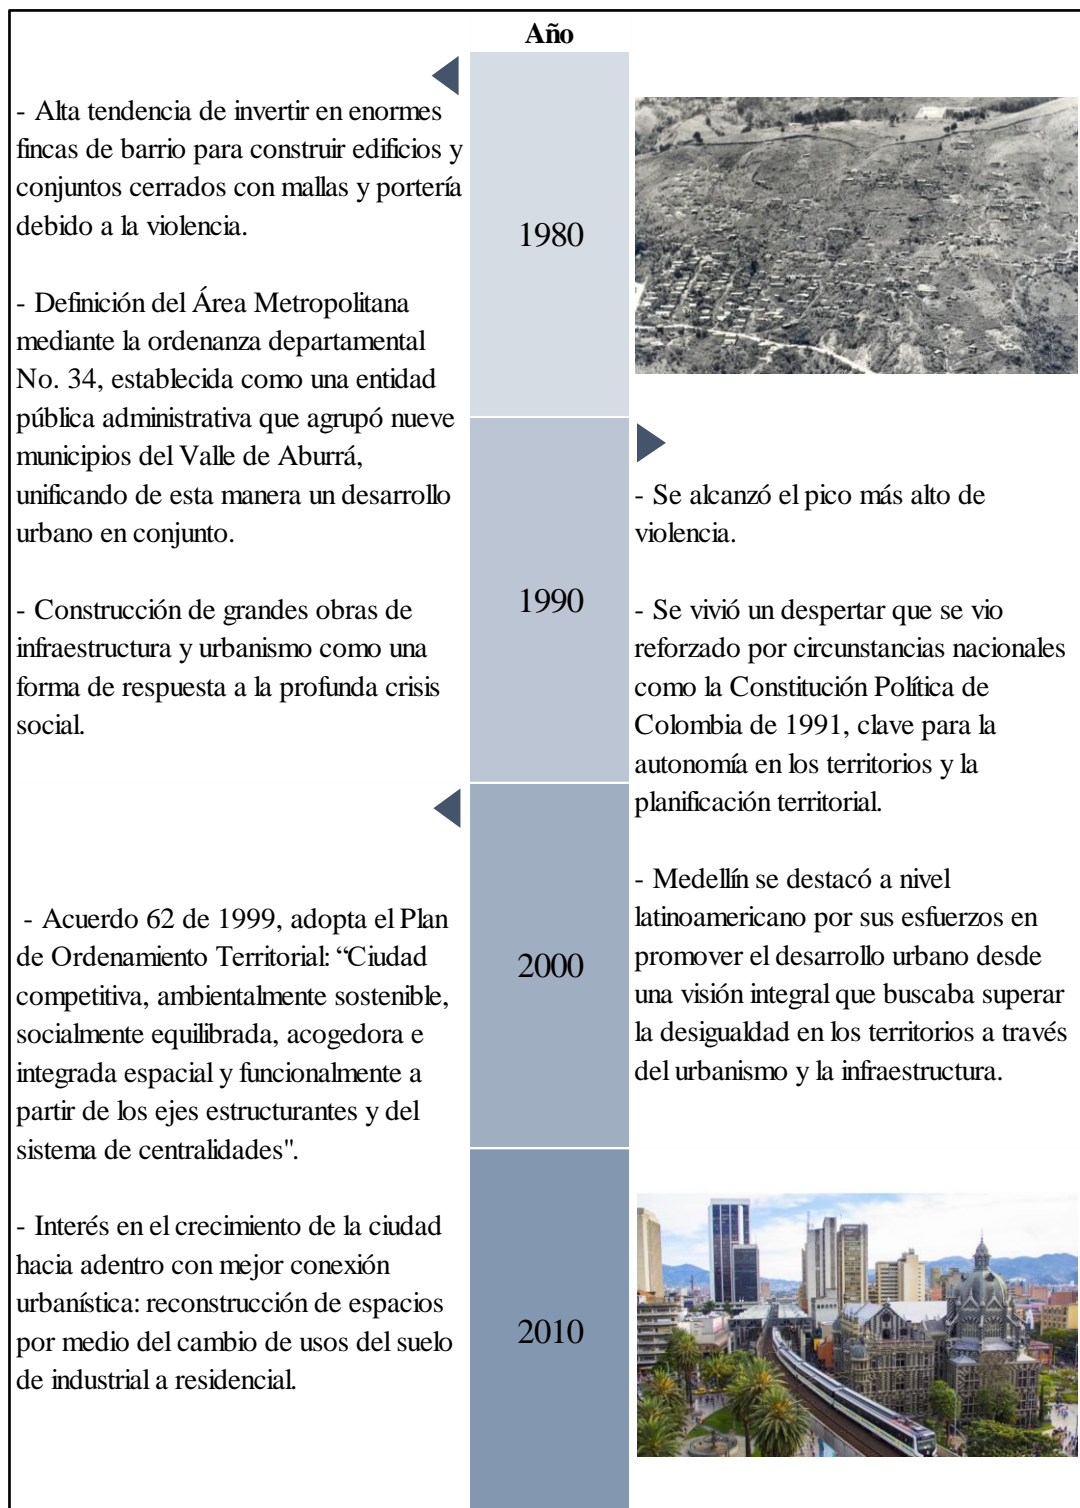 Año
- Alta tendencia de invertir en enormes
fincas de barrio para construir edificios y
conjuntos cerrados con mallas y portería
debido a la violencia.
- Definición del Área Metropolitana
mediante la ordenanza departamental
No. 34, establecida como una entidad
pública administrativa que agrupó nueve
municipios del Valle de Aburrá,
unificando de esta manera un desarrollo
urbano en conjunto.
- Construcción de grandes obras de
infraestructura y urbanismo como una
forma de respuesta a la profunda crisis
social.
1980
1990
- Se alcanzó el pico más alto de
violencia.
- Se vivió un despertar que se vio
reforzado por circunstancias nacionales
como la Constitución Política de
Colombia de 1991, clave para la
autonomía en los territorios y la
planificación territorial.
- Medellín se destacó a nivel
latinoamericano por sus esfuerzos en
promover el desarrollo urbano desde
una visión integral que buscaba superar
la desigualdad en los territorios a través
del urbanismo y la infraestructura.
- Acuerdo 62 de 1999, adopta el Plan
de Ordenamiento Territorial: “Ciudad
competitiva, ambientalmente sostenible,
socialmente equilibrada, acogedora e
integrada espacial y funcionalmente a
partir de los ejes estructurantes y del
sistema de centralidades".
- Interés en el crecimiento de la ciudad
hacia adentro con mejor conexión
urbanística: reconstrucción de espacios
por medio del cambio de usos del suelo
de industrial a residencial.
2000
2010